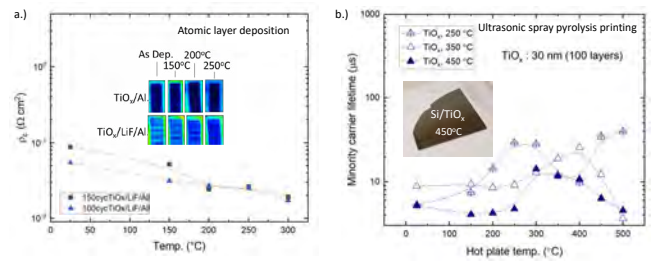 a.)
Atomic layer deposition
As Dep.
150°C
200°C
250°C
TiOₓ/Al
TiOₓ/LiF/Al
150cycTiOx/LiF/Al
100cycTiOx/LiF/Al
ρc (Ω cm²)
10⁻²
0
50
100
150
200
250
300
Temp. (°C)
b.)
Ultrasonic spray pyrolysis printing
1000
100
10
Minority carrier lifetime (µs)
TiOₓ, 250 °C
TiOₓ, 350 °C
TiOₓ, 450 °C
TiOₓ : 30 nm (100 layers)
Si/TiOₓ
450°C
0
100
200
300
400
500
Hot plate temp. (°C)